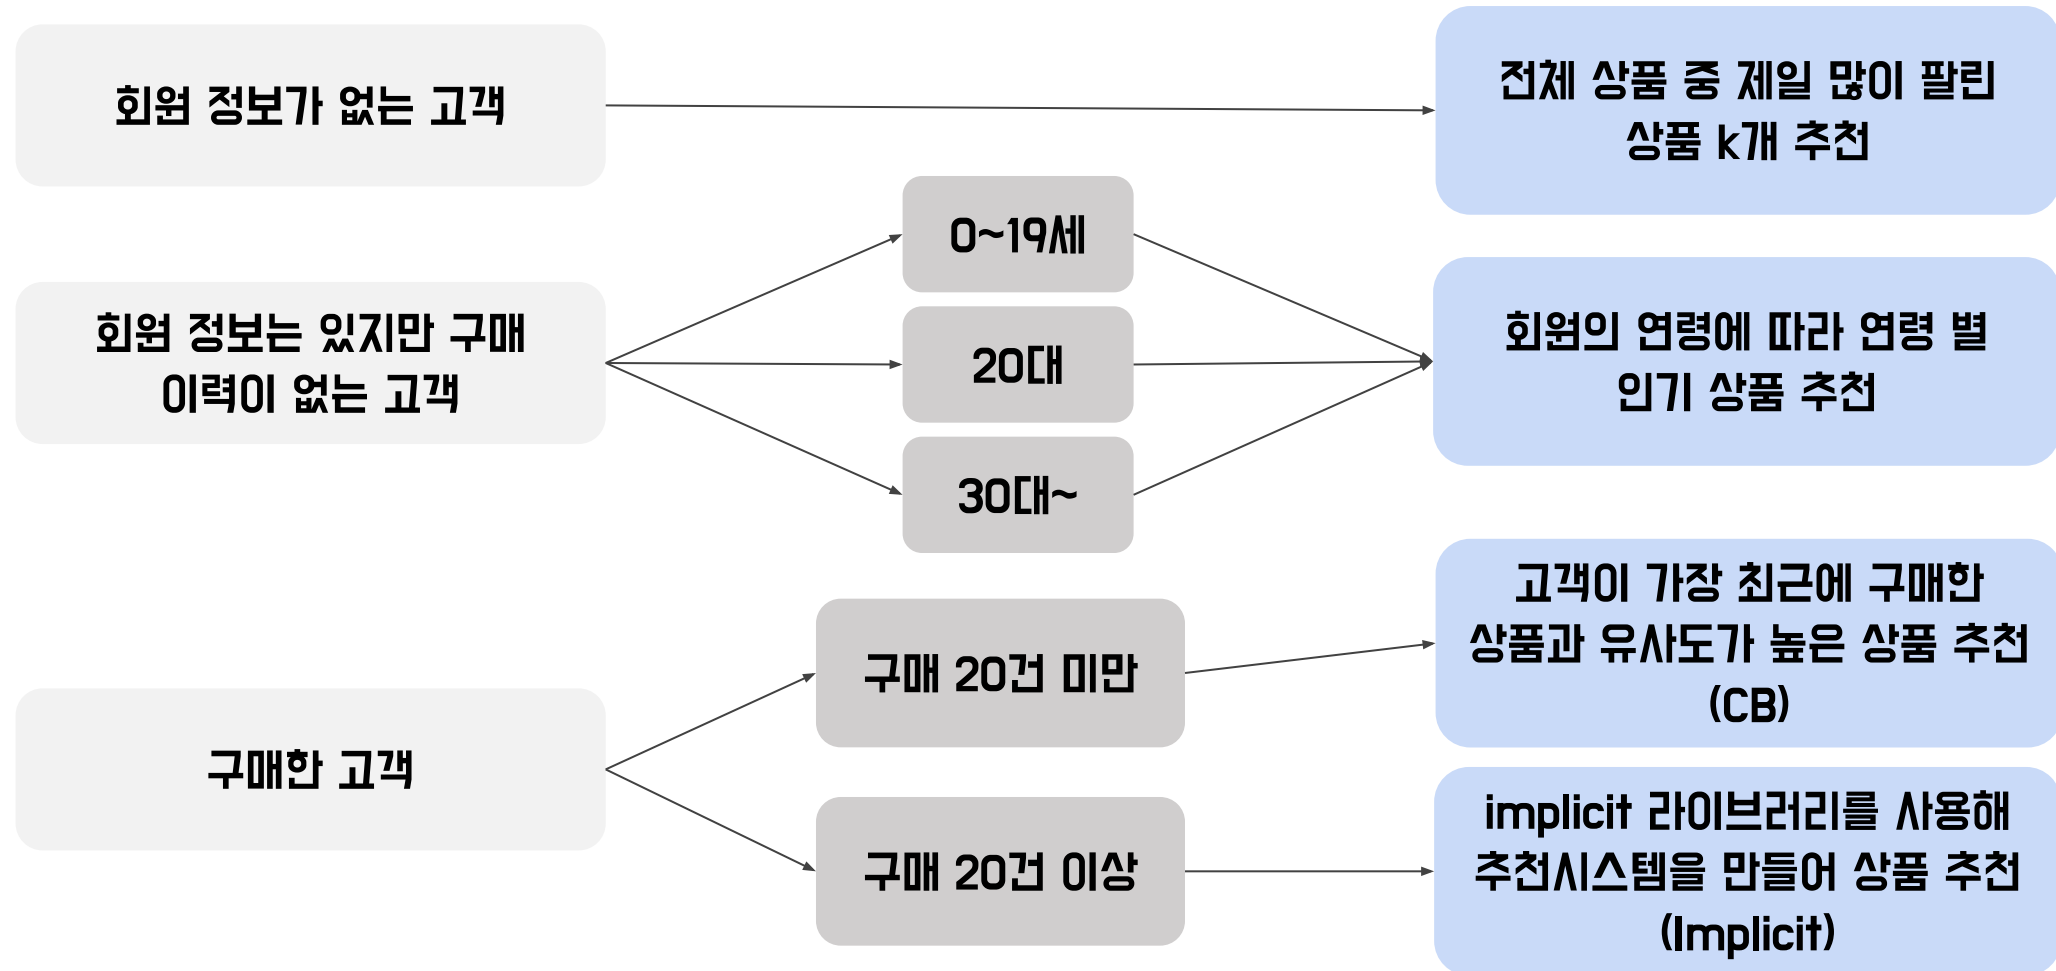 회원 정보가 없는 고객
전체 상품 중 제일 많이 팔린
상품 k개 추천
회원 정보는 있지만 구매
이력이 없는 고객
0~19세
20대
30대~
회원의 연령에 따라 연령 별
인기 상품 추천
구매한 고객
구매 20건 미만
고객이 가장 최근에 구매한
상품과 유사도가 높은 상품 추천
(CB)
구매 20건 이상
implicit 라이브러리를 사용해
추천시스템을 만들어 상품 추천
(Implicit)